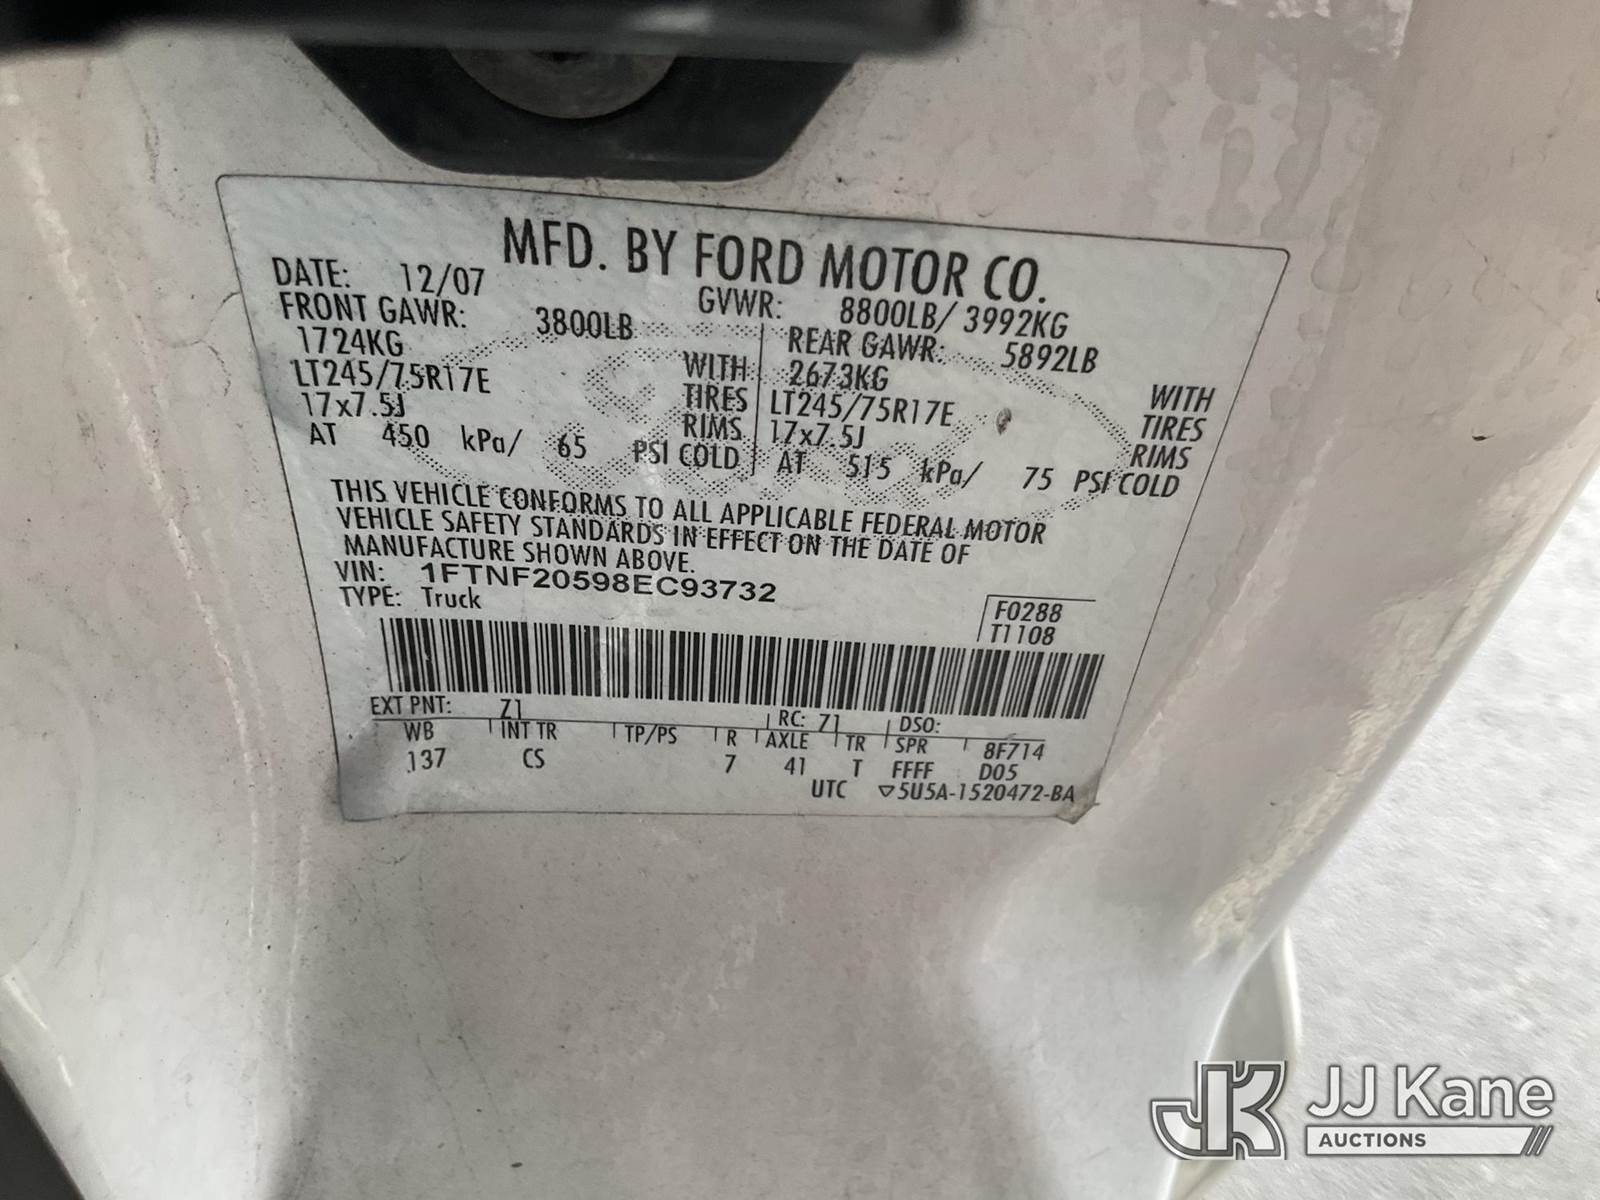 MFD. BY FORD MOTOR CO.
DATE: 12/07 GVWR: 8800LB/ 3992KG
FRONT GAWR: 3800LB REAR GAWR: 5892LB
1724KG WITH 2673KG WITH
LT245/75R17E TIRES LT245/75R17E TIRES
17x7.5J RIMS 17x7.5J RIMS
AT 450 kPa/ 65 PSI COLD AT 515 kPa/ 75 PSI COLD
THIS VEHICLE CONFORMS TO ALL APPLICABLE FEDERAL MOTOR
VEHICLE SAFETY STANDARDS IN EFFECT ON THE DATE OF
MANUFACTURE SHOWN ABOVE.
VIN: 1FTNF20598EC93732
TYPE: Truck F0288
T1108
EXT PNT: Z1 RC: 71 DSO:
WB INT TR TP/PS R AXLE TR SPR 8F714
137 CS 7 41 T FFFF D05
UTC ▽5U5A-1520472-BA
JK JJ Kane
AUCTIONS